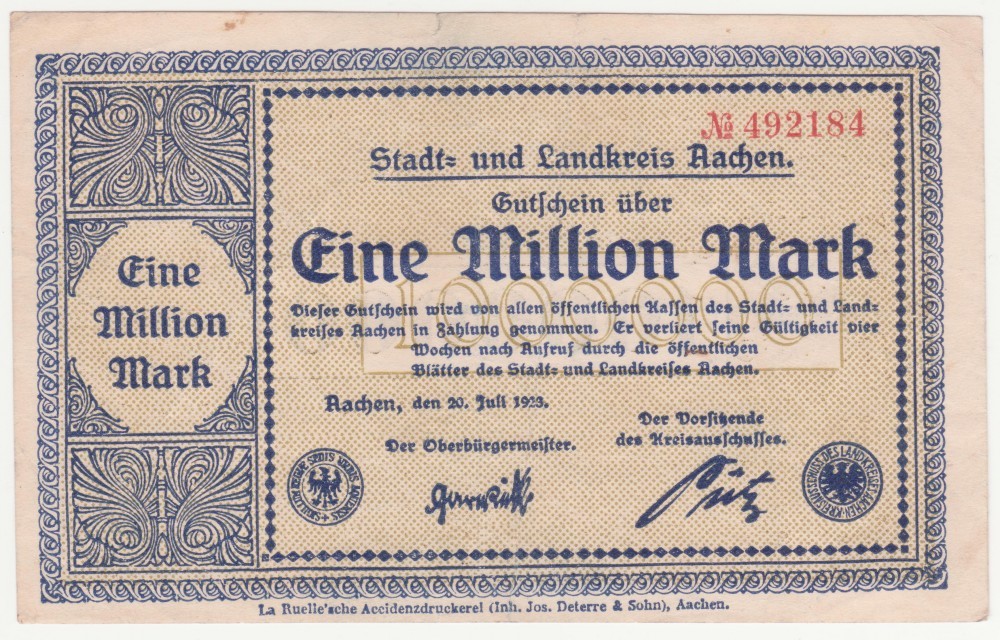 № 492184
Stadt- und Landkreis Aachen.
Gutschein über
Eine Million Mark
1000000
Dieser Gutschein wird von allen öffentlichen Kassen des Stadt- und Land-
kreises Aachen in Zahlung genommen. Er verliert seine Gültigkeit vier
Wochen nach Aufruf durch die öffentlichen
Blätter des Stadt- und Landkreises Aachen.
Aachen, den 20. Juli 1923.
Der Oberbürgermeister.
Der Vorsitzende
des Kreisausschusses.
Eine
Million
Mark
La Ruelle'sche Accidenzdruckerei (Inh. Jos. Deterre & Sohn), Aachen.